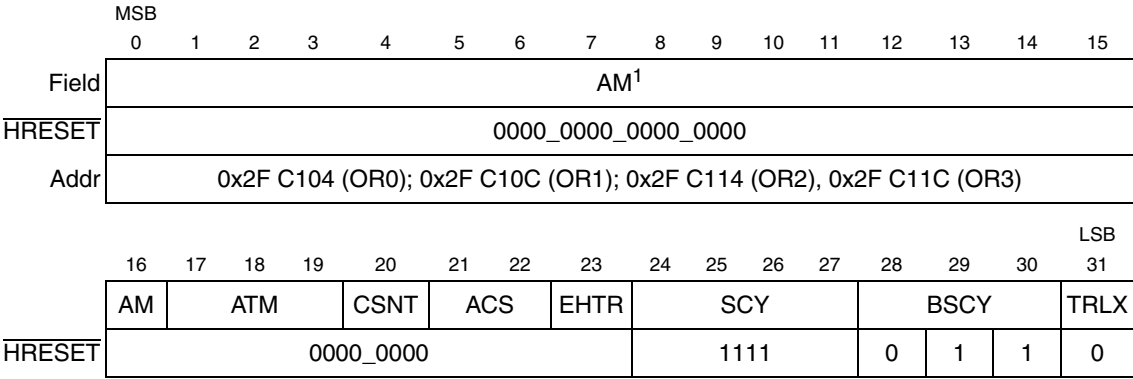 MSB
0 1 2 3 4 5 6 7 8 9 10 11 12 13 14 15
Field AM1
HRESET 0000_0000_0000_0000
Addr 0x2F C104 (OR0); 0x2F C10C (OR1); 0x2F C114 (OR2), 0x2F C11C (OR3)
LSB
16 17 18 19 20 21 22 23 24 25 26 27 28 29 30 31
AM ATM CSNT ACS EHTR SCY BSCY TRLX
HRESET 0000_0000 1111 0 1 1 0